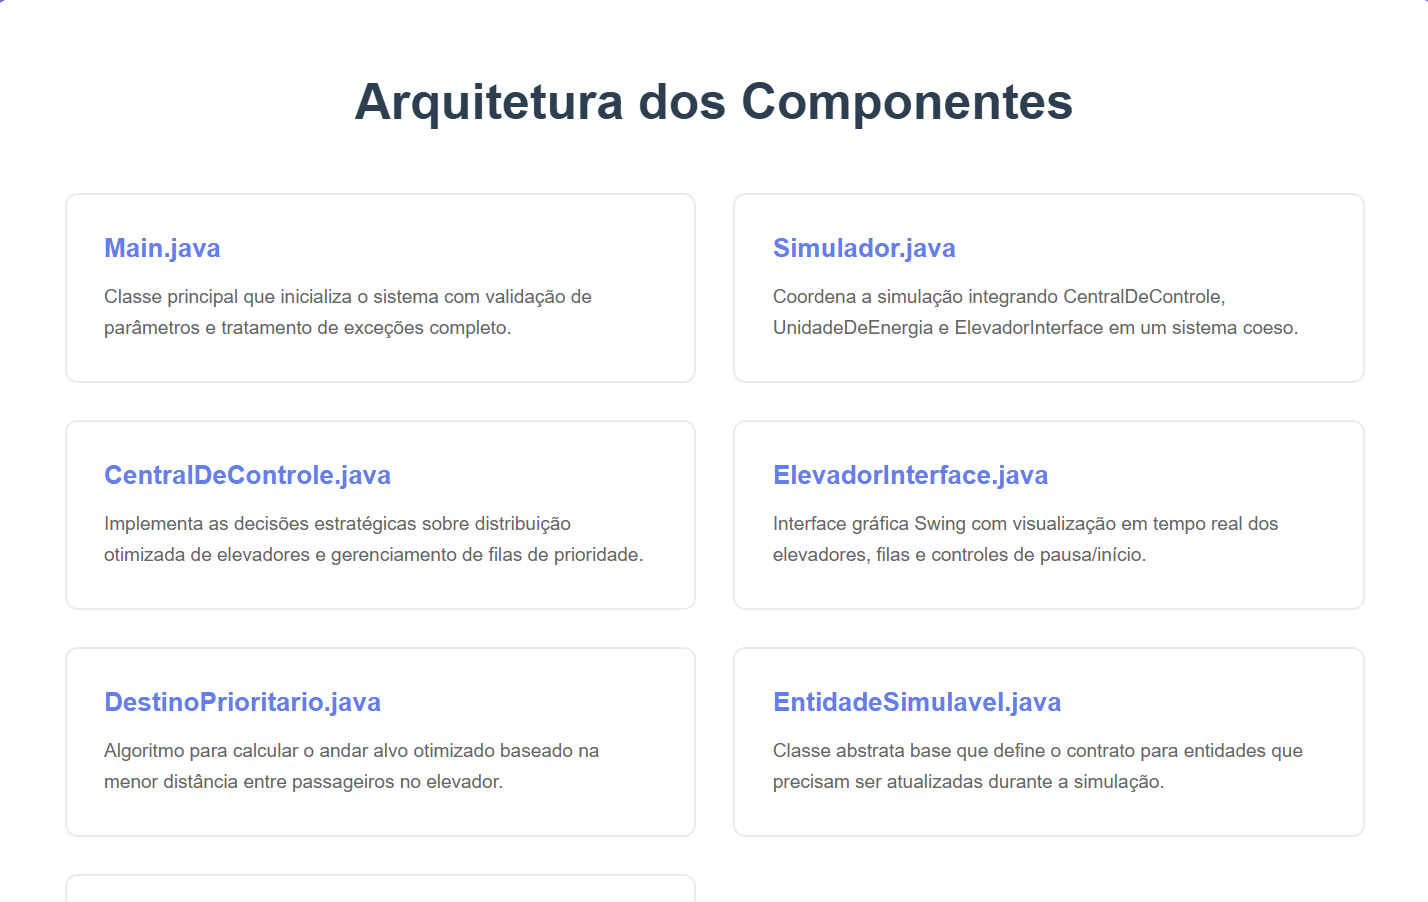 Arquitetura dos Componentes
Main.java
Classe principal que inicializa o sistema com validação de
parâmetros e tratamento de exceções completo.
Simulador.java
Coordena a simulação integrando CentralDeControle,
UnidadeDeEnergia e ElevadorInterface em um sistema coeso.
CentralDeControle.java
Implementa as decisões estratégicas sobre distribuição
otimizada de elevadores e gerenciamento de filas de prioridade.
ElevadorInterface.java
Interface gráfica Swing com visualização em tempo real dos
elevadores, filas e controles de pausa/início.
DestinoPrioritario.java
Algoritmo para calcular o andar alvo otimizado baseado na
menor distância entre passageiros no elevador.
EntidadeSimulavel.java
Classe abstrata base que define o contrato para entidades que
precisam ser atualizadas durante a simulação.